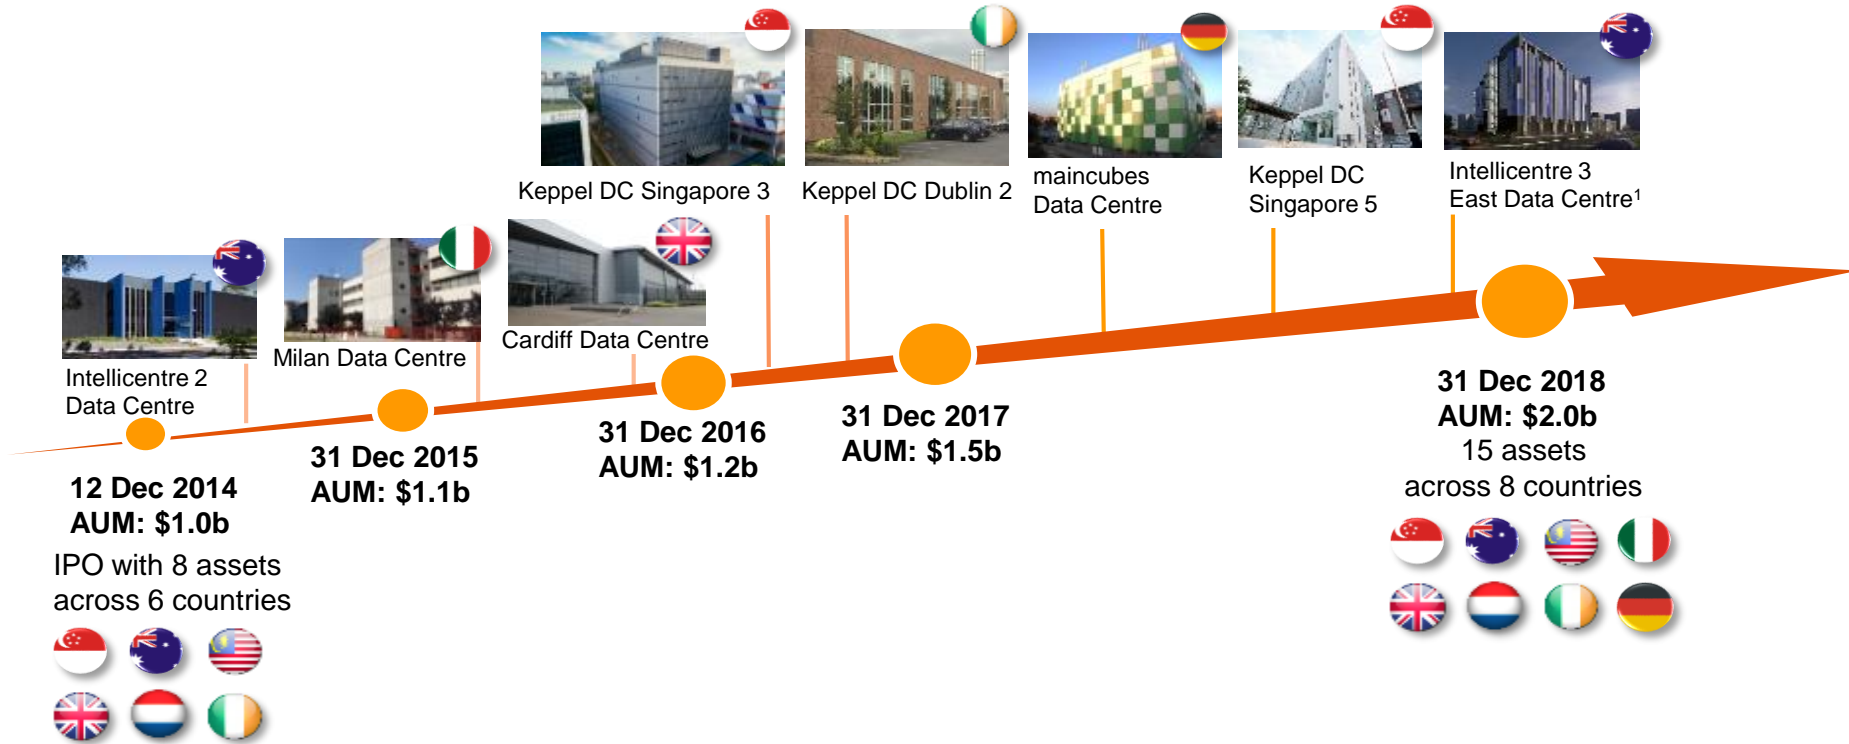 Keppel DC Singapore 3
Keppel DC Dublin 2
maincubes
Data Centre
Keppel DC
Singapore 5
Intellicentre 3
East Data Centre¹
Intellicentre 2
Data Centre
Milan Data Centre
Cardiff Data Centre
12 Dec 2014
AUM: $1.0b
IPO with 8 assets
across 6 countries
31 Dec 2015
AUM: $1.1b
31 Dec 2016
AUM: $1.2b
31 Dec 2017
AUM: $1.5b
31 Dec 2018
AUM: $2.0b
15 assets
across 8 countries